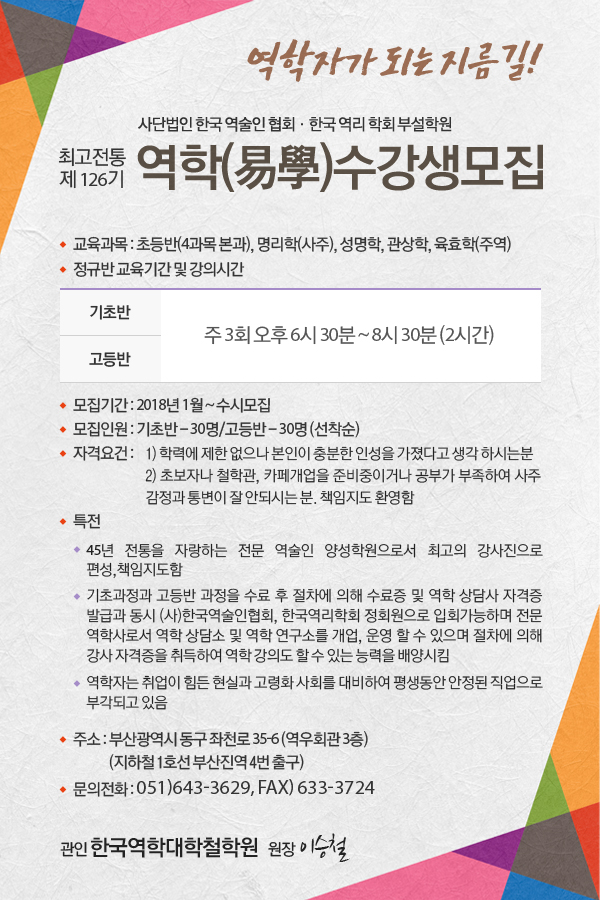 역학자가 되는 지름길!
사단법인 한국 역술인 협회 · 한국 역리 학회 부설학원
최고전통
제 126기
역학(易學)수강생모집
교육과목 : 초등반(4과목 본과), 명리학(사주), 성명학, 관상학, 육효학(주역)
정규반 교육기간 및 강의시간
기초반
주 3회 오후 6시 30분 ~ 8시 30분 (2시간)
고등반
모집기간 : 2018년 1월 ~ 수시모집
모집인원 : 기초반 – 30명/고등반 – 30명 (선착순)
자격요건 : 1) 학력에 제한 없으나 본인이 충분한 인성을 가졌다고 생각 하시는분
2) 초보자나 철학관, 카페개업을 준비중이거나 공부가 부족하여 사주
감정과 통변이 잘 안되시는 분. 책임지도 환영함
특전
45년 전통을 자랑하는 전문 역술인 양성학원으로서 최고의 강사진으로
편성,책임지도함
기초과정과 고등반 과정을 수료 후 절차에 의해 수료증 및 역학 상담사 자격증
발급과 동시 (사)한국역술인협회, 한국역리학회 정회원으로 입회가능하며 전문
역학사로서 역학 상담소 및 역학 연구소를 개업, 운영 할 수 있으며 절차에 의해
강사 자격증을 취득하여 역학 강의도 할 수 있는 능력을 배양시킴
역학자는 취업이 힘든 현실과 고령화 사회를 대비하여 평생동안 안정된 직업으로
부각되고 있음
주소 : 부산광역시 동구 좌천로 35-6 (역우회관 3층)
(지하철 1호선 부산진역 4번 출구)
문의전화 : 051)643-3629, FAX) 633-3724
관인 한국역학대학철학원 원장 이승철